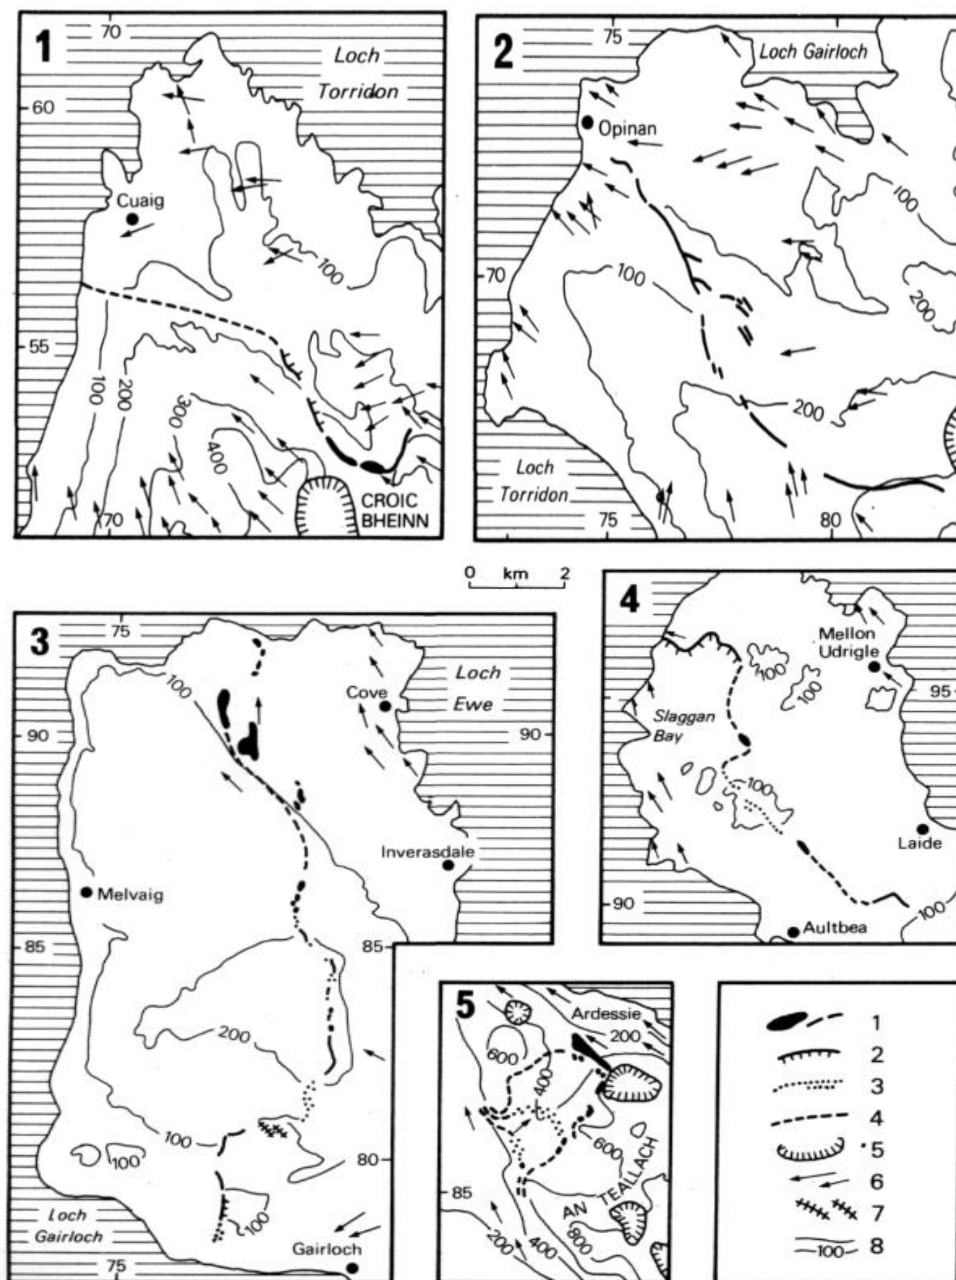 1
70
Loch
Torridon
60
Cuaig
100
55
100
200
300
400
CROIC
BHEINN
70
2
75
Loch Gairloch
Opinan
100
70
100
200
200
Loch
Torridon
75
80
0 km 2
3
75
Loch
Ewe
100
Cove
90
90
Inverasdale
Melvaig
85
85
200
100
100
80
100
Loch
Gairloch
Gairloch
75
4
Mellon
Udrigle
100
100
95
Slaggan
Bay
100
Laide
90
100
Aultbea
5
Ardessie
200
600
400
600
AN TEALLACH
85
200
400
800
1
2
3
4
5
6
7
100
8